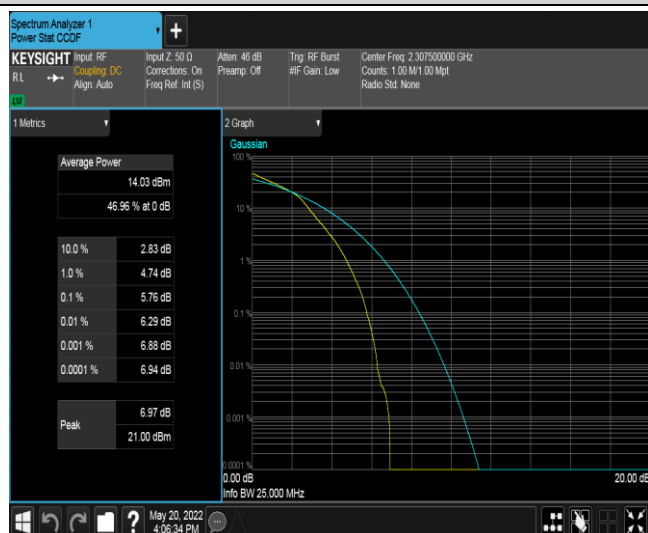 Spectrum Analyzer 1
Power Stat CCDF
+
KEYSIGHT
RL
LXI
Input: RF
Coupling: DC
Align: Auto
Input Z: 50 Ω
Corrections: On
Freq Ref: Int (S)
Atten: 46 dB
Preamp: Off
Trig: RF Burst
#IF Gain: Low
Center Freq: 2.307500000 GHz
Counts: 1.00 M/1.00 Mpt
Radio Std: None
1 Metrics
Average Power
14.03 dBm
46.96 % at 0 dB
10.0 % 2.83 dB
1.0 % 4.74 dB
0.1 % 5.76 dB
0.01 % 6.29 dB
0.001 % 6.88 dB
0.0001 % 6.94 dB
Peak
6.97 dB
21.00 dBm
2 Graph
Gaussian
100 %
10 %
1 %
0.1 %
0.01 %
0.001 %
0.0001 %
0.00 dB
20.00 dB
Info BW 25.000 MHz
?
May 20, 2022
4:06:34 PM